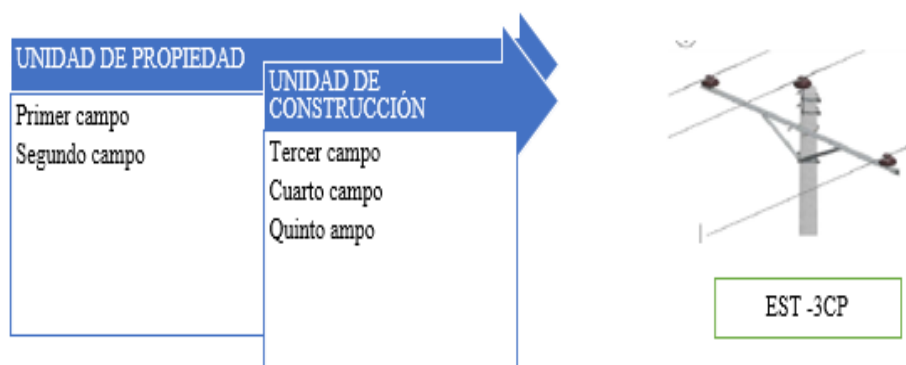 UNIDAD DE PROPIEDAD
Primer campo
Segundo campo
UNIDAD DE
CONSTRUCCIÓN
Tercer campo
Cuarto campo
Quinto ampo
EST -3CP